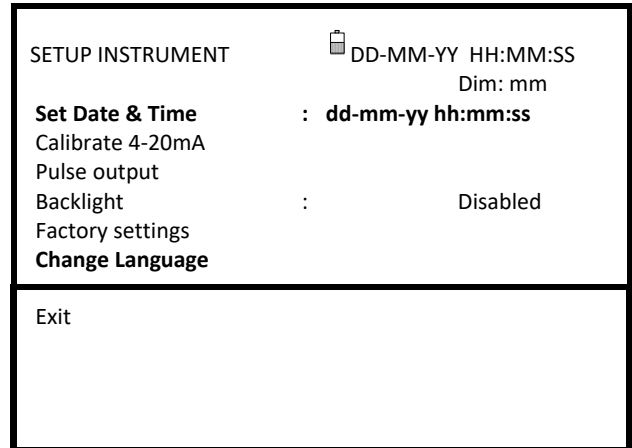 SETUP INSTRUMENT DD-MM-YY HH:MM:SS
Dim: mm
Set Date & Time : dd-mm-yy hh:mm:ss
Calibrate 4-20mA
Pulse output
Backlight : Disabled
Factory settings
Change Language
Exit